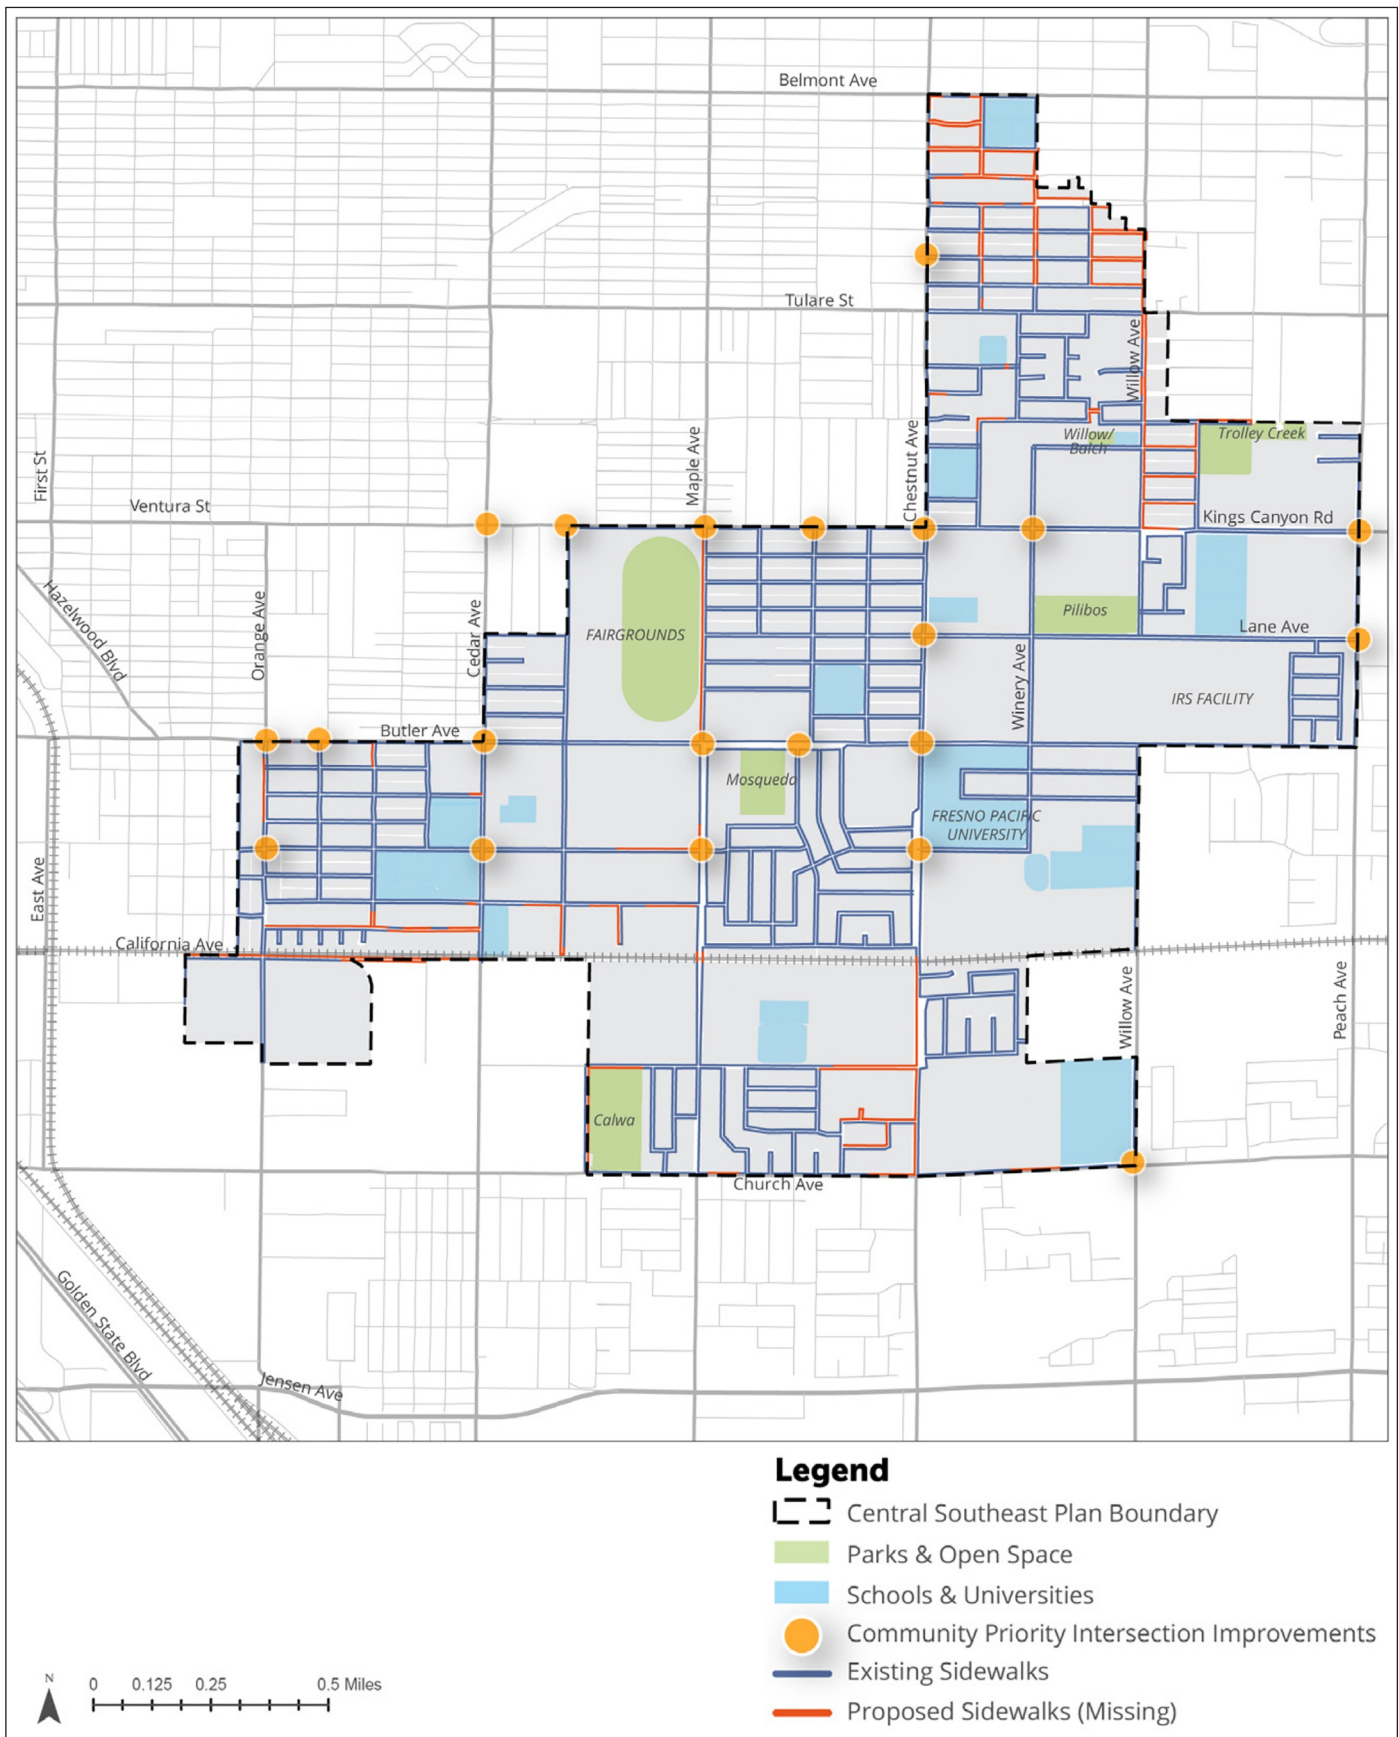 Belmont Ave
Tulare St
Willow Ave
First St
Maple Ave
Chestnut Ave
Willow/
Balch
Trolley Creek
Ventura St
Kings Canyon Rd
Hazelwood Blvd
Orange Ave
Cedar Ave
FAIRGROUNDS
Pilibos
Lane Ave
Winery Ave
IRS FACILITY
Butler Ave
Mosqueda
FRESNO PACIFIC
UNIVERSITY
East Ave
California Ave
Willow Ave
Peach Ave
Calwa
Church Ave
Golden State Blvd
Jensen Ave
Legend
Central Southeast Plan Boundary
Parks & Open Space
Schools & Universities
Community Priority Intersection Improvements
Existing Sidewalks
Proposed Sidewalks (Missing)
N
0 0.125 0.25 0.5 Miles